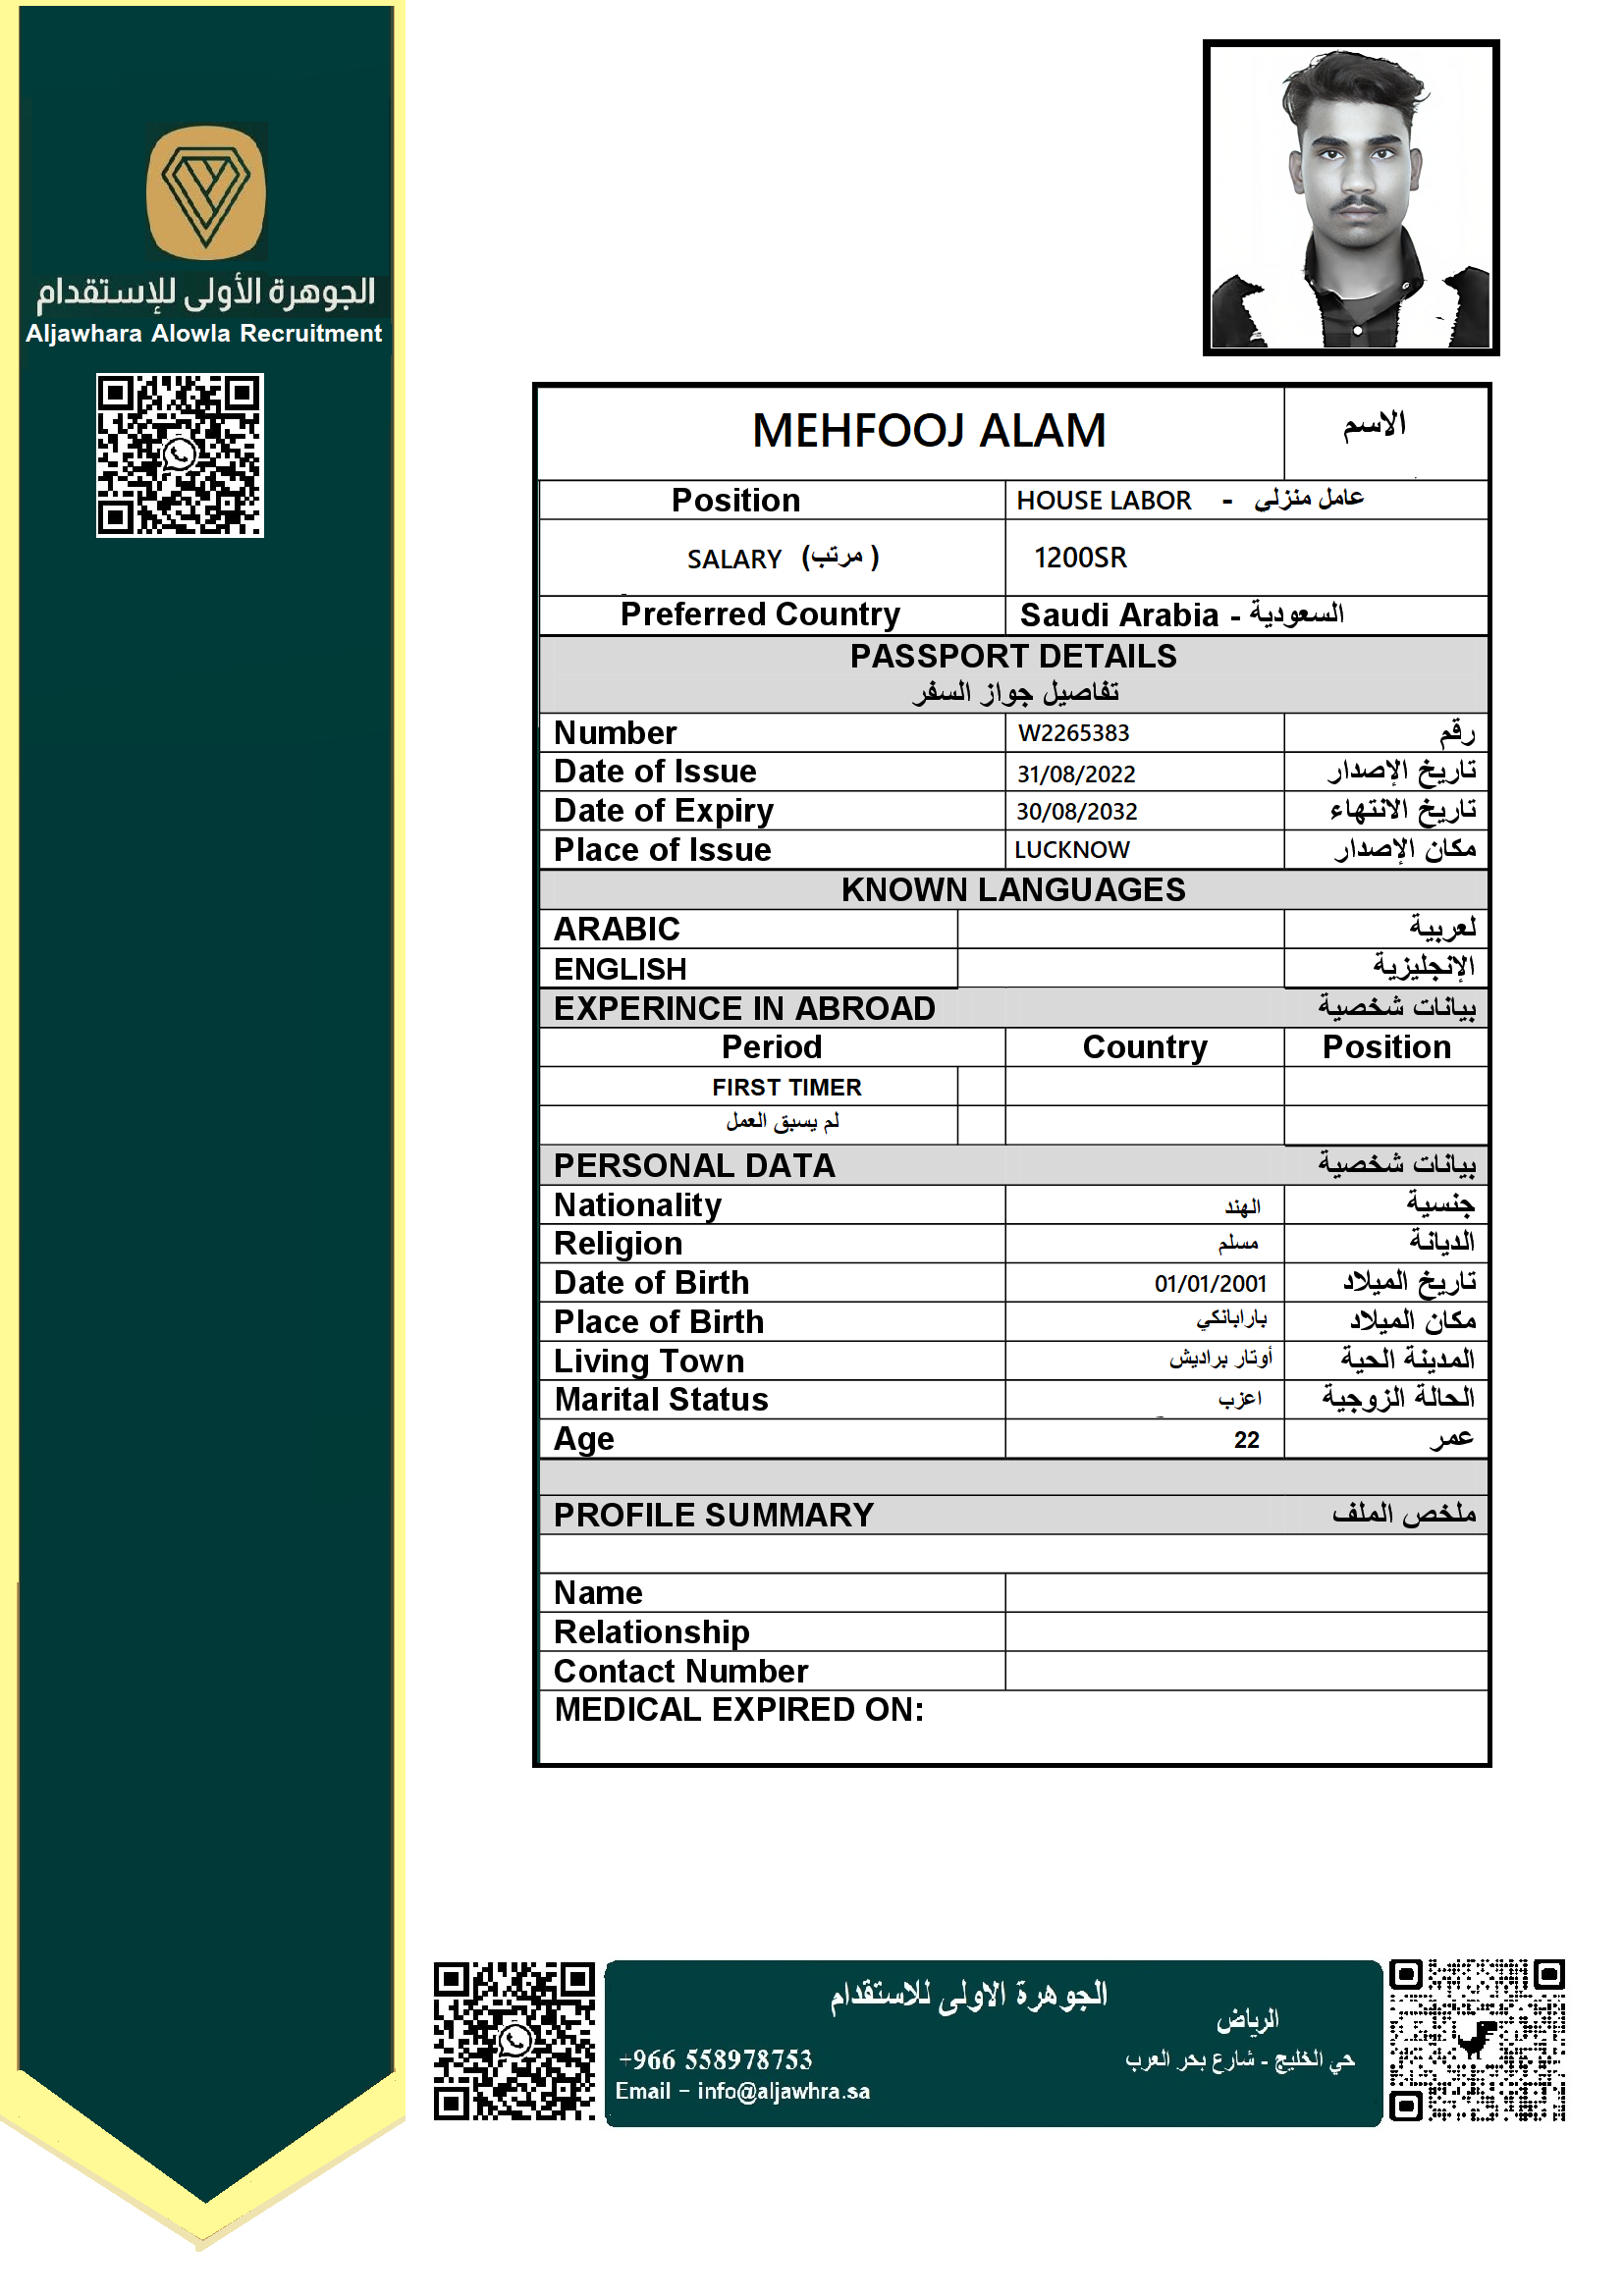 الجوهرة الأولى للإستقدام
Aljawhara Alowla Recruitment
MEHFOOJ ALAM الاسم
Position HOUSE LABOR - عامل منزلي
SALARY (مرتب ) 1200SR
Preferred Country Saudi Arabia - السعودية
PASSPORT DETAILS
تفاصيل جواز السفر
Number W2265383 رقم
Date of Issue 31/08/2022 تاريخ الإصدار
Date of Expiry 30/08/2032 تاريخ الانتهاء
Place of Issue LUCKNOW مكان الإصدار
KNOWN LANGUAGES
ARABIC لعربية
ENGLISH الإنجليزية
EXPERINCE IN ABROAD بيانات شخصية
Period Country Position
FIRST TIMER
لم يسبق العمل
PERSONAL DATA بيانات شخصية
Nationality الهند جنسية
Religion مسلم الديانة
Date of Birth 01/01/2001 تاريخ الميلاد
Place of Birth بارابانكي مكان الميلاد
Living Town أوتار براديش المدينة الحية
Marital Status اعزب الحالة الزوجية
Age 22 عمر
PROFILE SUMMARY ملخص الملف
Name
Relationship
Contact Number
MEDICAL EXPIRED ON:
الجوهرة الاولى للاستقدام
الرياض
+966 558978753 حي الخليج - شارع بحر العرب
Email - info@aljawhra.sa